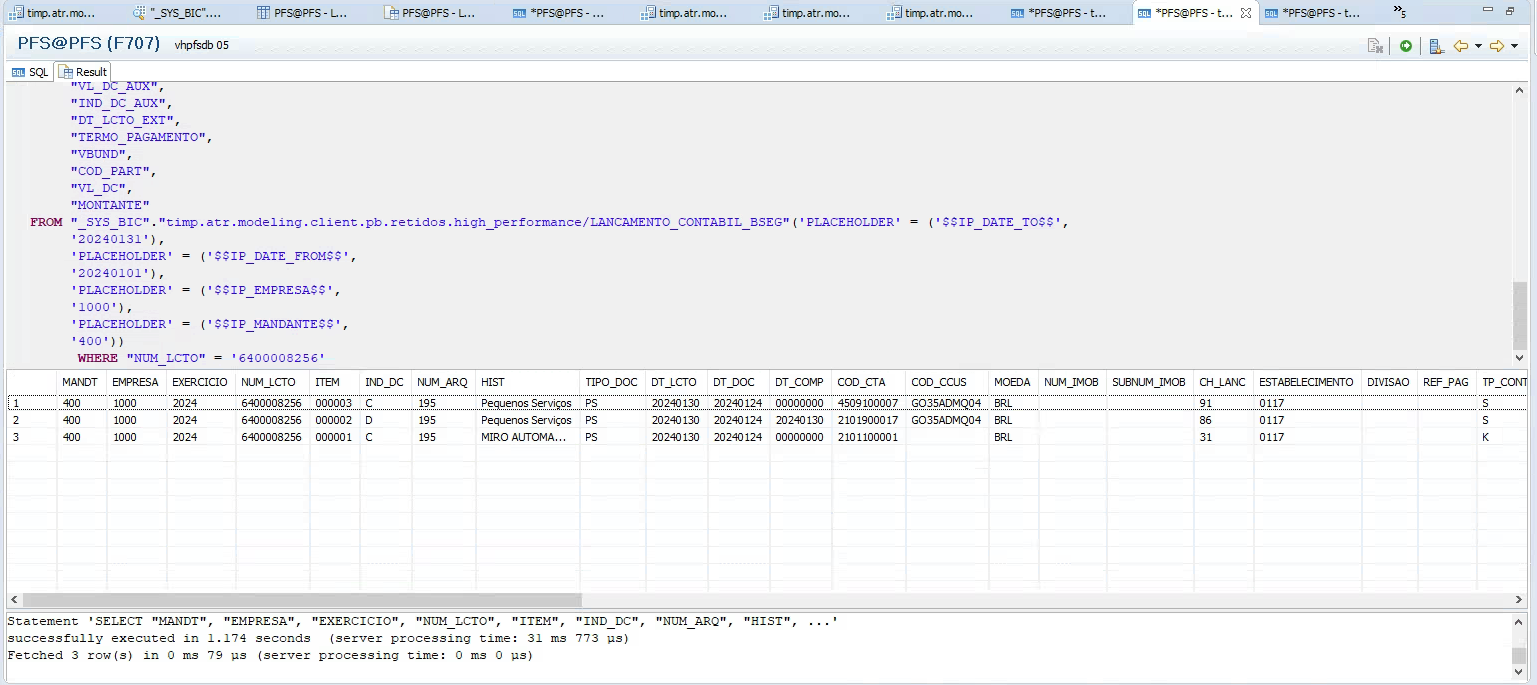 timp.atr.mo... "_SYS_BIC".... PFS@PFS - L... PFS@PFS - L... *PFS@PFS - ... timp.atr.mo... timp.atr.mo... timp.atr.mo... *PFS@PFS - t... *PFS@PFS - t... *PFS@PFS - t... »5
PFS@PFS (F707) vhpfsdb 05
SQL Result
"VL_DC_AUX",
"IND_DC_AUX",
"DT_LCTO_EXT",
"TERMO_PAGAMENTO",
"VBUND",
"COD_PART",
"VL_DC",
"MONTANTE"
FROM "_SYS_BIC"."timp.atr.modeling.client.pb.retidos.high_performance/LANCAMENTO_CONTABIL_BSEG"('PLACEHOLDER' = ('$$IP_DATE_TO$$',
'20240131'),
'PLACEHOLDER' = ('$$IP_DATE_FROM$$',
'20240101'),
'PLACEHOLDER' = ('$$IP_EMPRESA$$',
'1000'),
'PLACEHOLDER' = ('$$IP_MANDANTE$$',
'400'))
WHERE "NUM_LCTO" = '6400008256'
MANDT EMPRESA EXERCICIO NUM_LCTO ITEM IND_DC NUM_ARQ HIST TIPO_DOC DT_LCTO DT_DOC DT_COMP COD_CTA COD_CCUS MOEDA NUM_IMOB SUBNUM_IMOB CH_LANC ESTABELECIMENTO DIVISAO REF_PAG TP_CONT
1 400 1000 2024 6400008256 000003 C 195 Pequenos Serviços PS 20240130 20240124 00000000 4509100007 GO35ADMQ04 BRL 91 0117 S
2 400 1000 2024 6400008256 000002 D 195 Pequenos Serviços PS 20240130 20240124 20240130 2101900017 GO35ADMQ04 BRL 86 0117 S
3 400 1000 2024 6400008256 000001 C 195 MIRO AUTOMA... PS 20240130 20240124 00000000 2101100001 BRL 31 0117 K
Statement 'SELECT "MANDT", "EMPRESA", "EXERCICIO", "NUM_LCTO", "ITEM", "IND_DC", "NUM_ARQ", "HIST", ...'
successfully executed in 1.174 seconds (server processing time: 31 ms 773 µs)
Fetched 3 row(s) in 0 ms 79 µs (server processing time: 0 ms 0 µs)